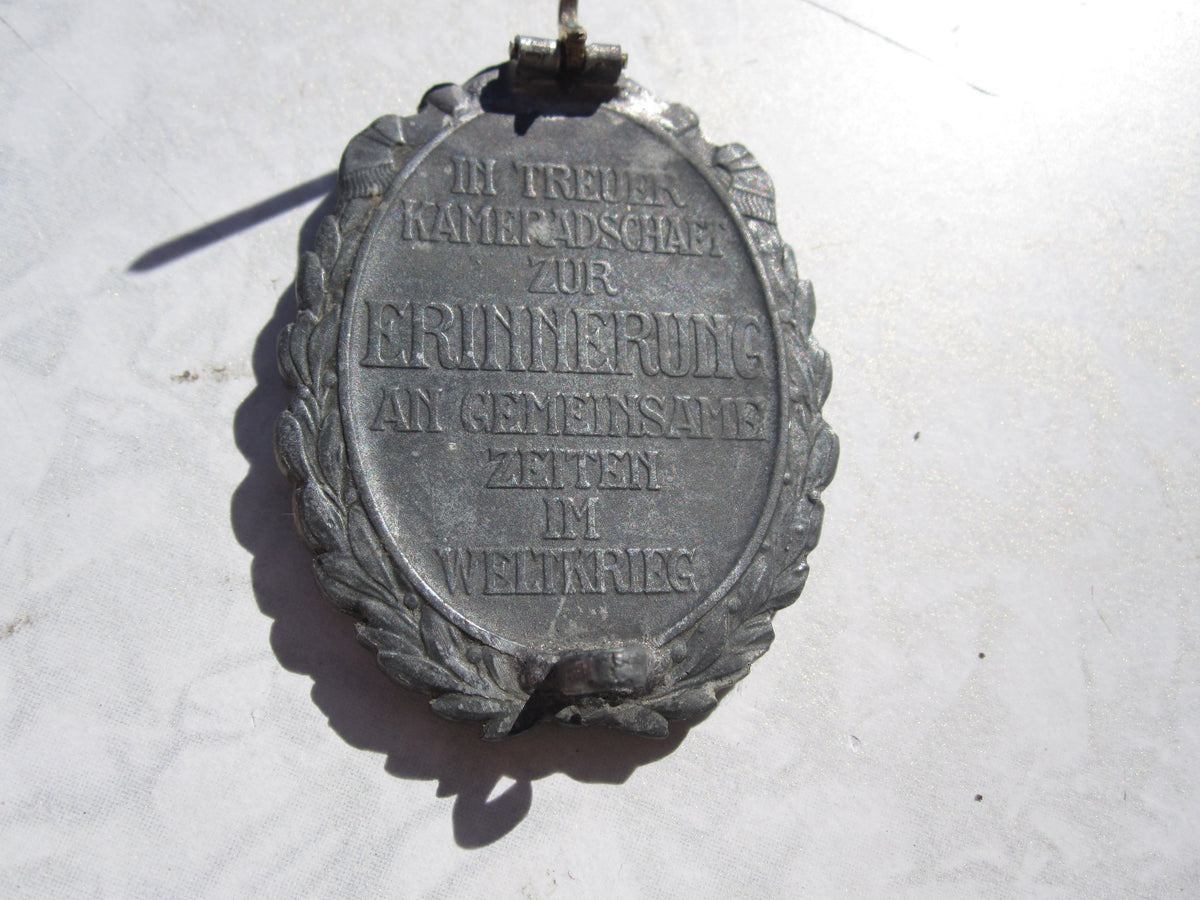 IN TREUER
KAMERADSCHAFT
ZUR
ERINNERUNG
AN GEMEINSAME
ZEITEN
IM
WELTKRIEG